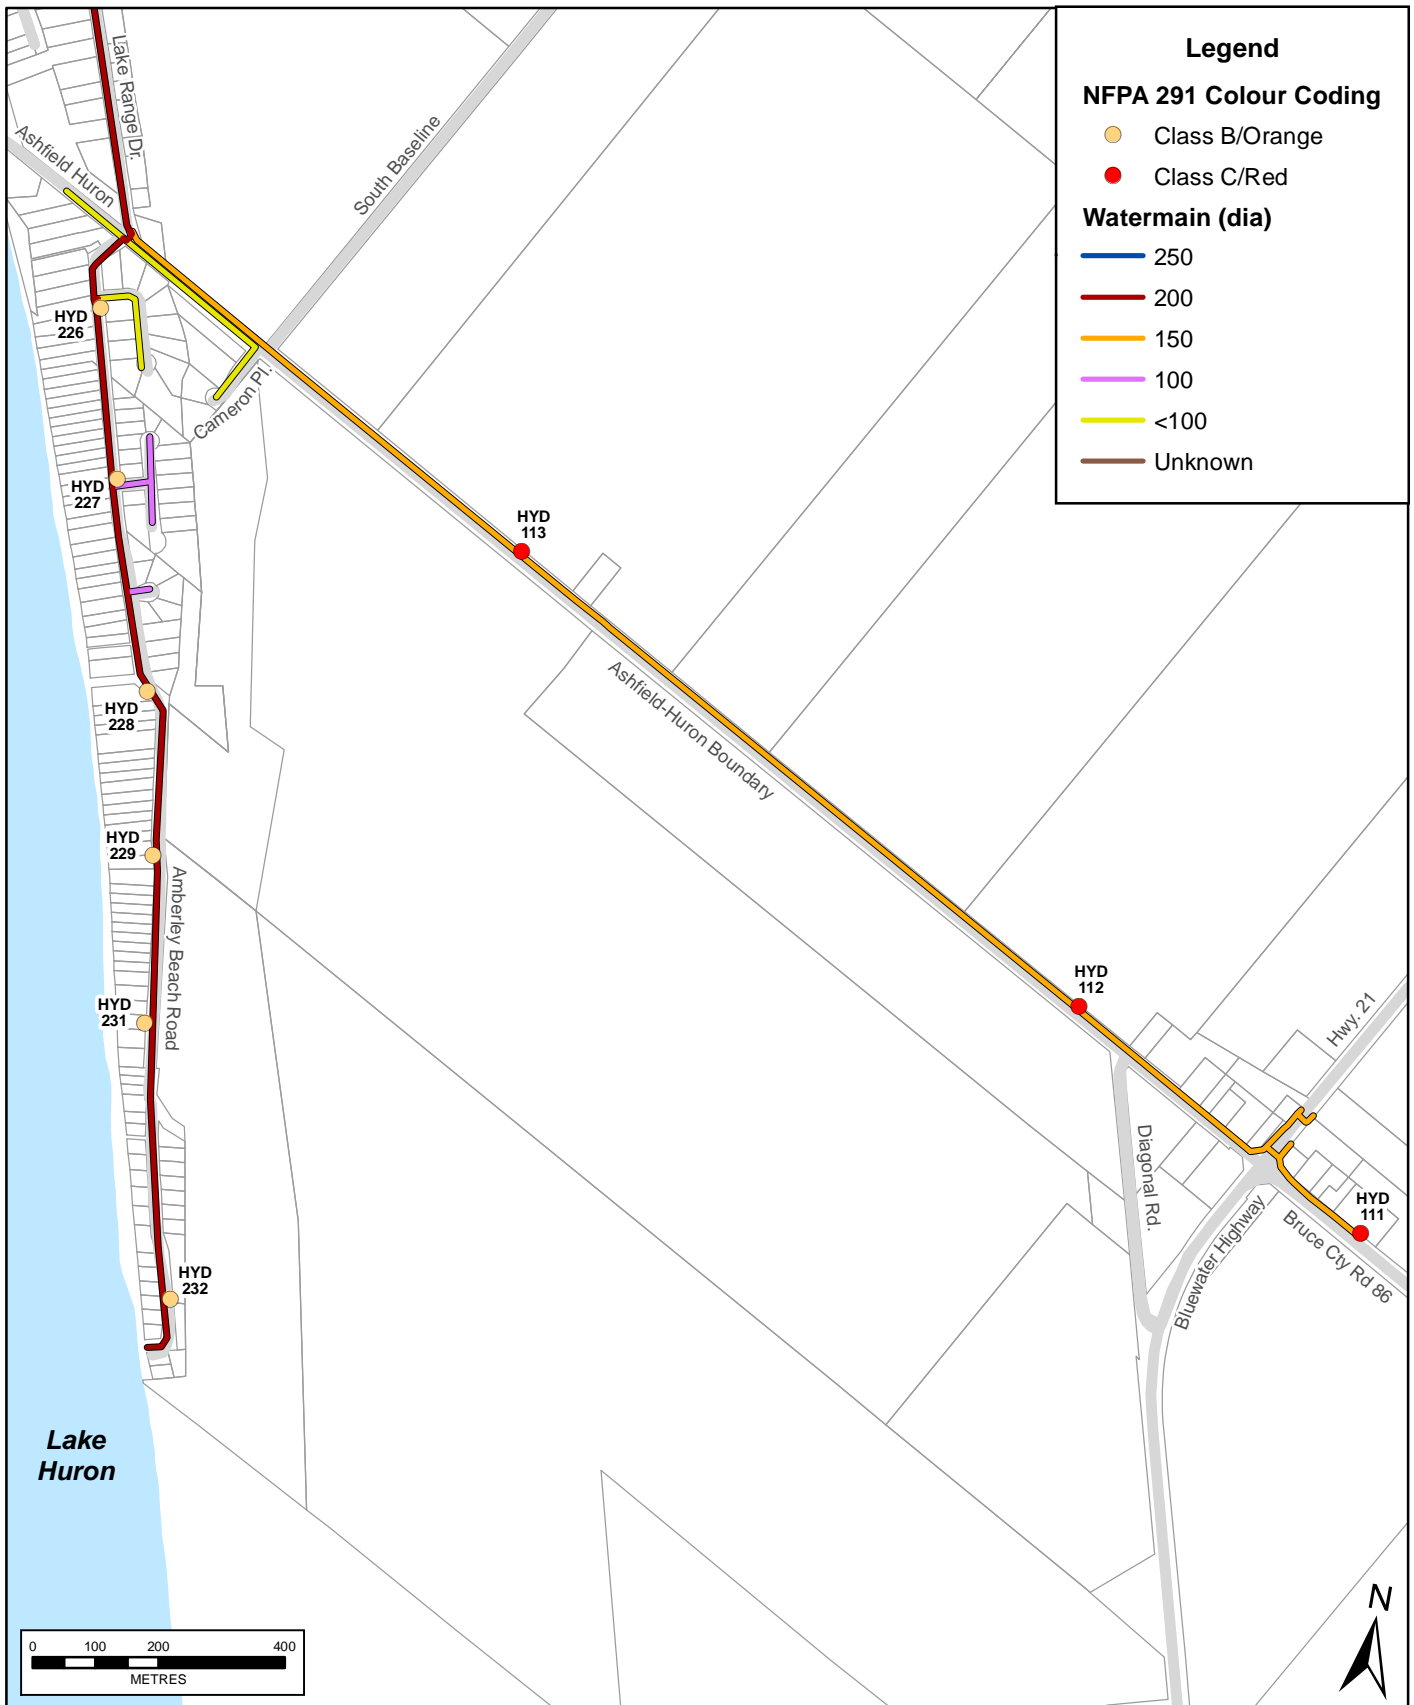 Legend
NFPA 291 Colour Coding
Class B/Orange
Class C/Red
Watermain (dia)
250
200
150
100
<100
Unknown
Lake Range Dr.
Ashfield Huron
South Baseline
HYD
226
Cameron Pl.
HYD
227
HYD
113
HYD
228
Ashfield-Huron Boundary
HYD
229
Amberley Beach Road
HYD
231
HYD
112
Hwy. 21
Diagonal Rd.
HYD
111
Bluewater Highway
Bruce Cty Rd 86
HYD
232
Lake
Huron
N
0 100 200 400
METRES